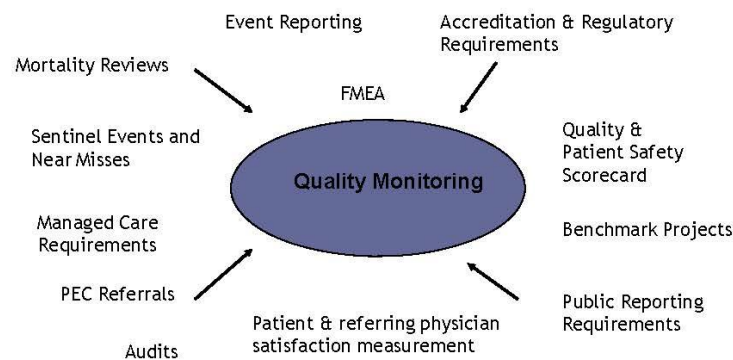 Event Reporting
Accreditation & Regulatory
Requirements
Mortality Reviews
FMEA
Sentinel Events and
Near Misses
Quality &
Patient Safety
Scorecard
Quality Monitoring
Managed Care
Requirements
Benchmark Projects
PEC Referrals
Public Reporting
Requirements
Patient & referring physician
satisfaction measurement
Audits